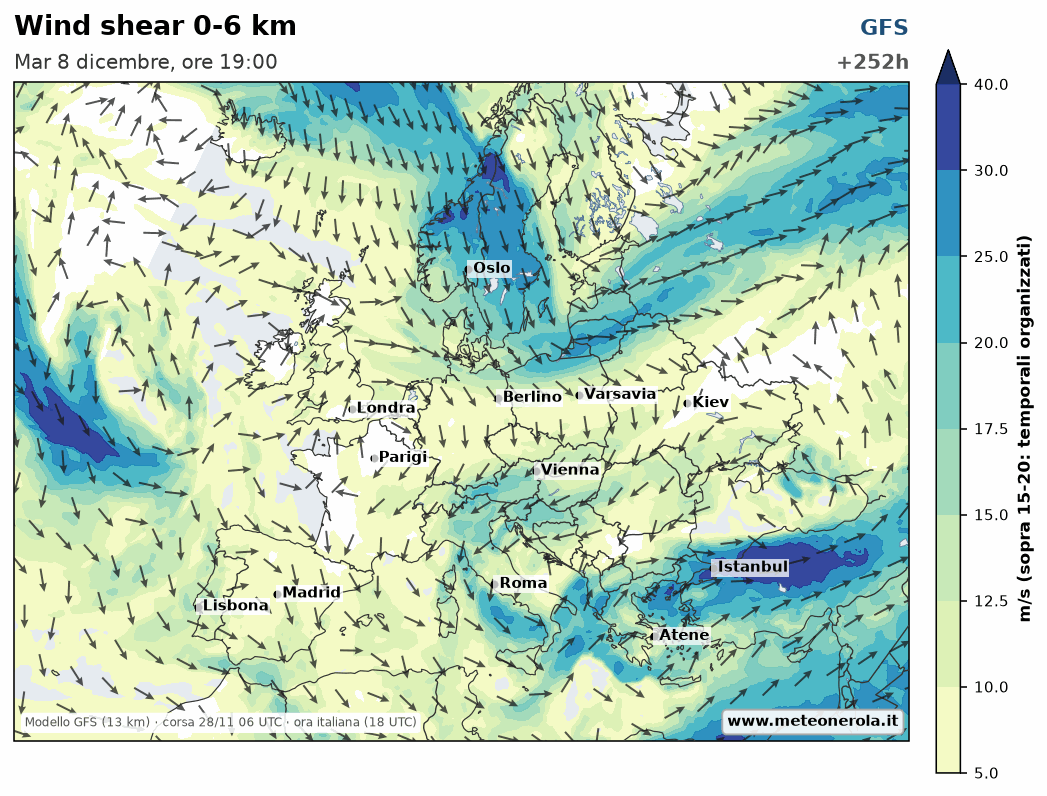 Wind shear 0-6 km
GFS
Mar 8 dicembre, ore 19:00
+252h
Oslo
Berlino
Varsavia
Kiev
Londra
Parigi
Vienna
Istanbul
Roma
Madrid
Lisbona
Atene
Modello GFS (13 km) · corsa 28/11 06 UTC · ora italiana (18 UTC)
www.meteonerola.it
40.0
30.0
25.0
20.0
17.5
15.0
12.5
10.0
5.0
m/s (sopra 15-20: temporali organizzati)